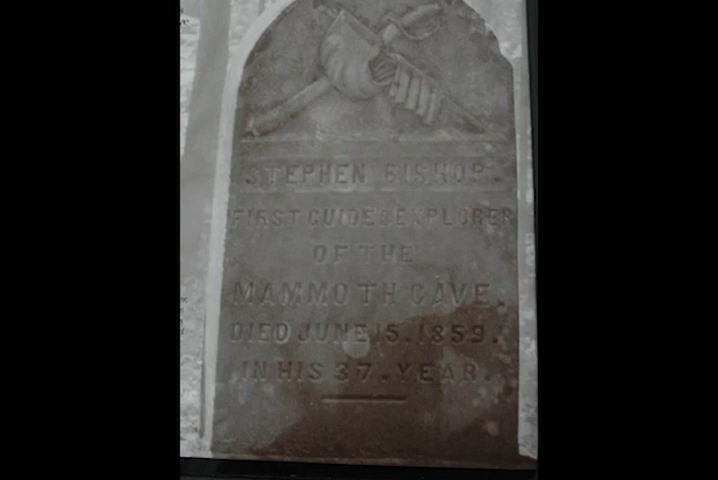 STEPHEN BISHOP.
FIRST GUIDE & EXPLORER
OF THE
MAMMOTH CAVE.
DIED JUNE 15. 1859.
IN HIS 37. YEAR.